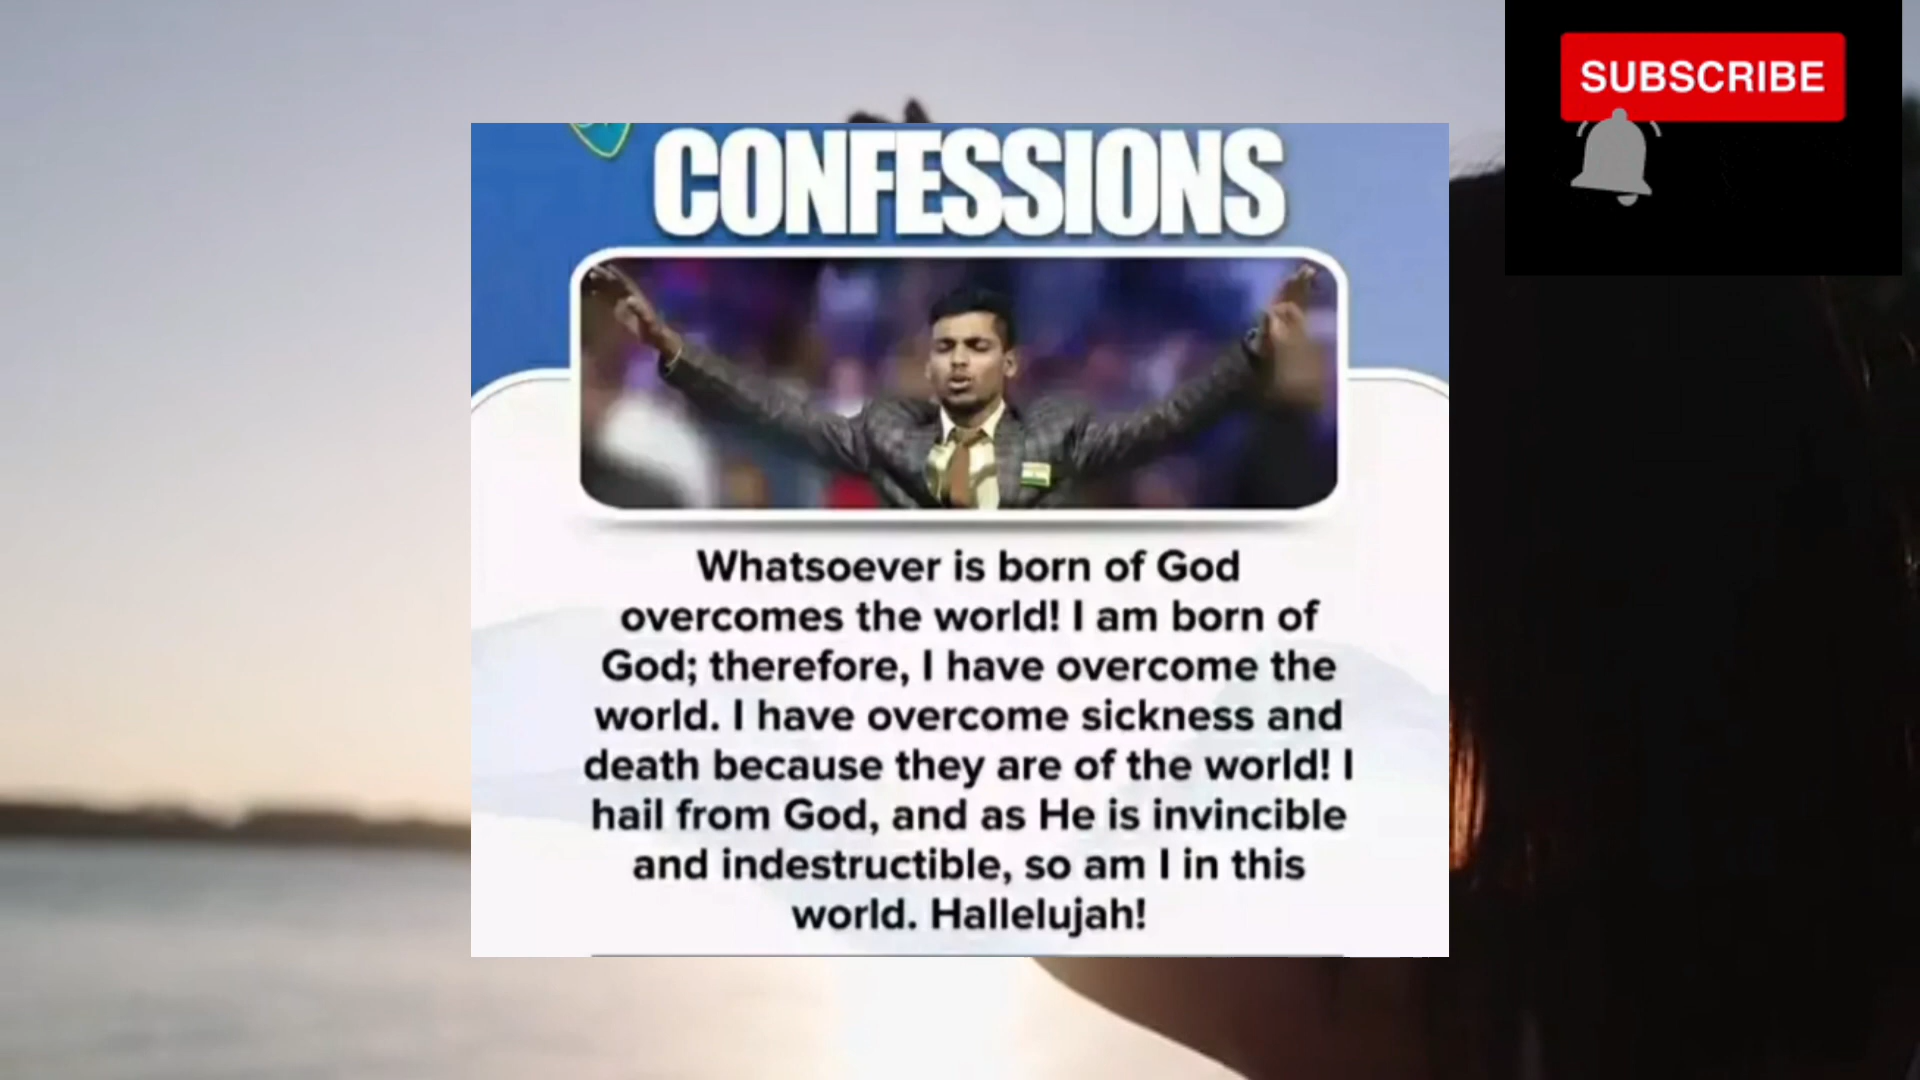 SUBSCRIBE
CONFESSIONS
Whatsoever is born of God
overcomes the world! I am born of
God; therefore, I have overcome the
world. I have overcome sickness and
death because they are of the world! I
hail from God, and as He is invincible
and indestructible, so am I in this
world. Hallelujah!